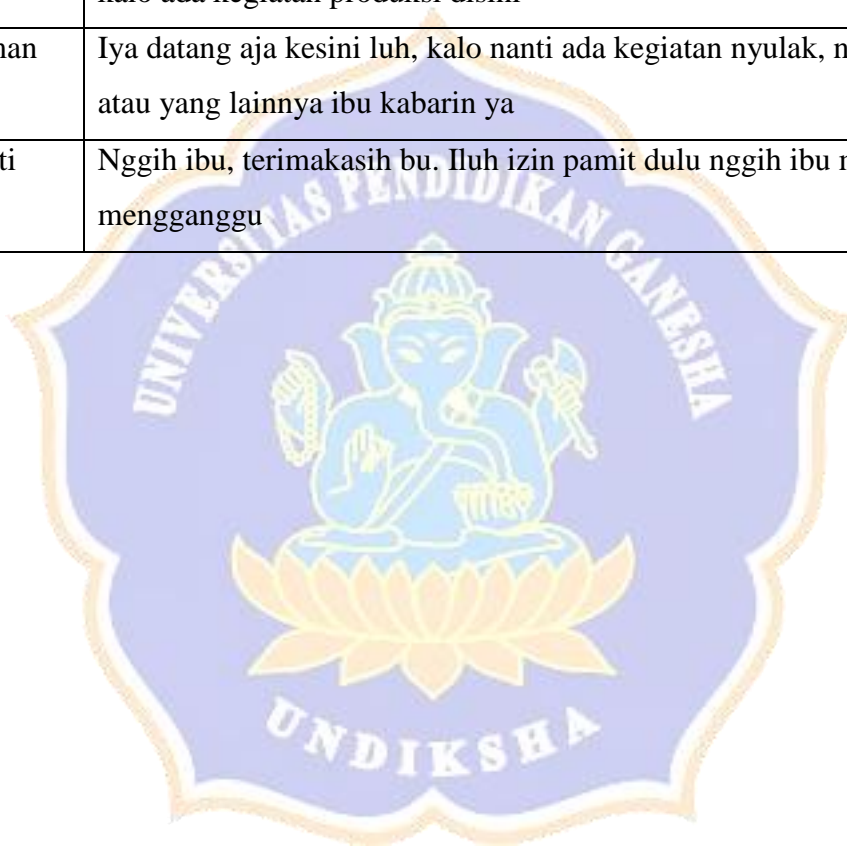 kalo ada kegiatan produksi disini
Iya datang aja kesini luh, kalo nanti ada kegiatan nyulak,
atau yang lainnya ibu kabarin ya
Nggih ibu, terimakasih bu. Iluh izin pamit dulu nggih ibu
mengganggu
UNIVERSITAS PENDIDIKAN GANESHA
UNDIKSHA